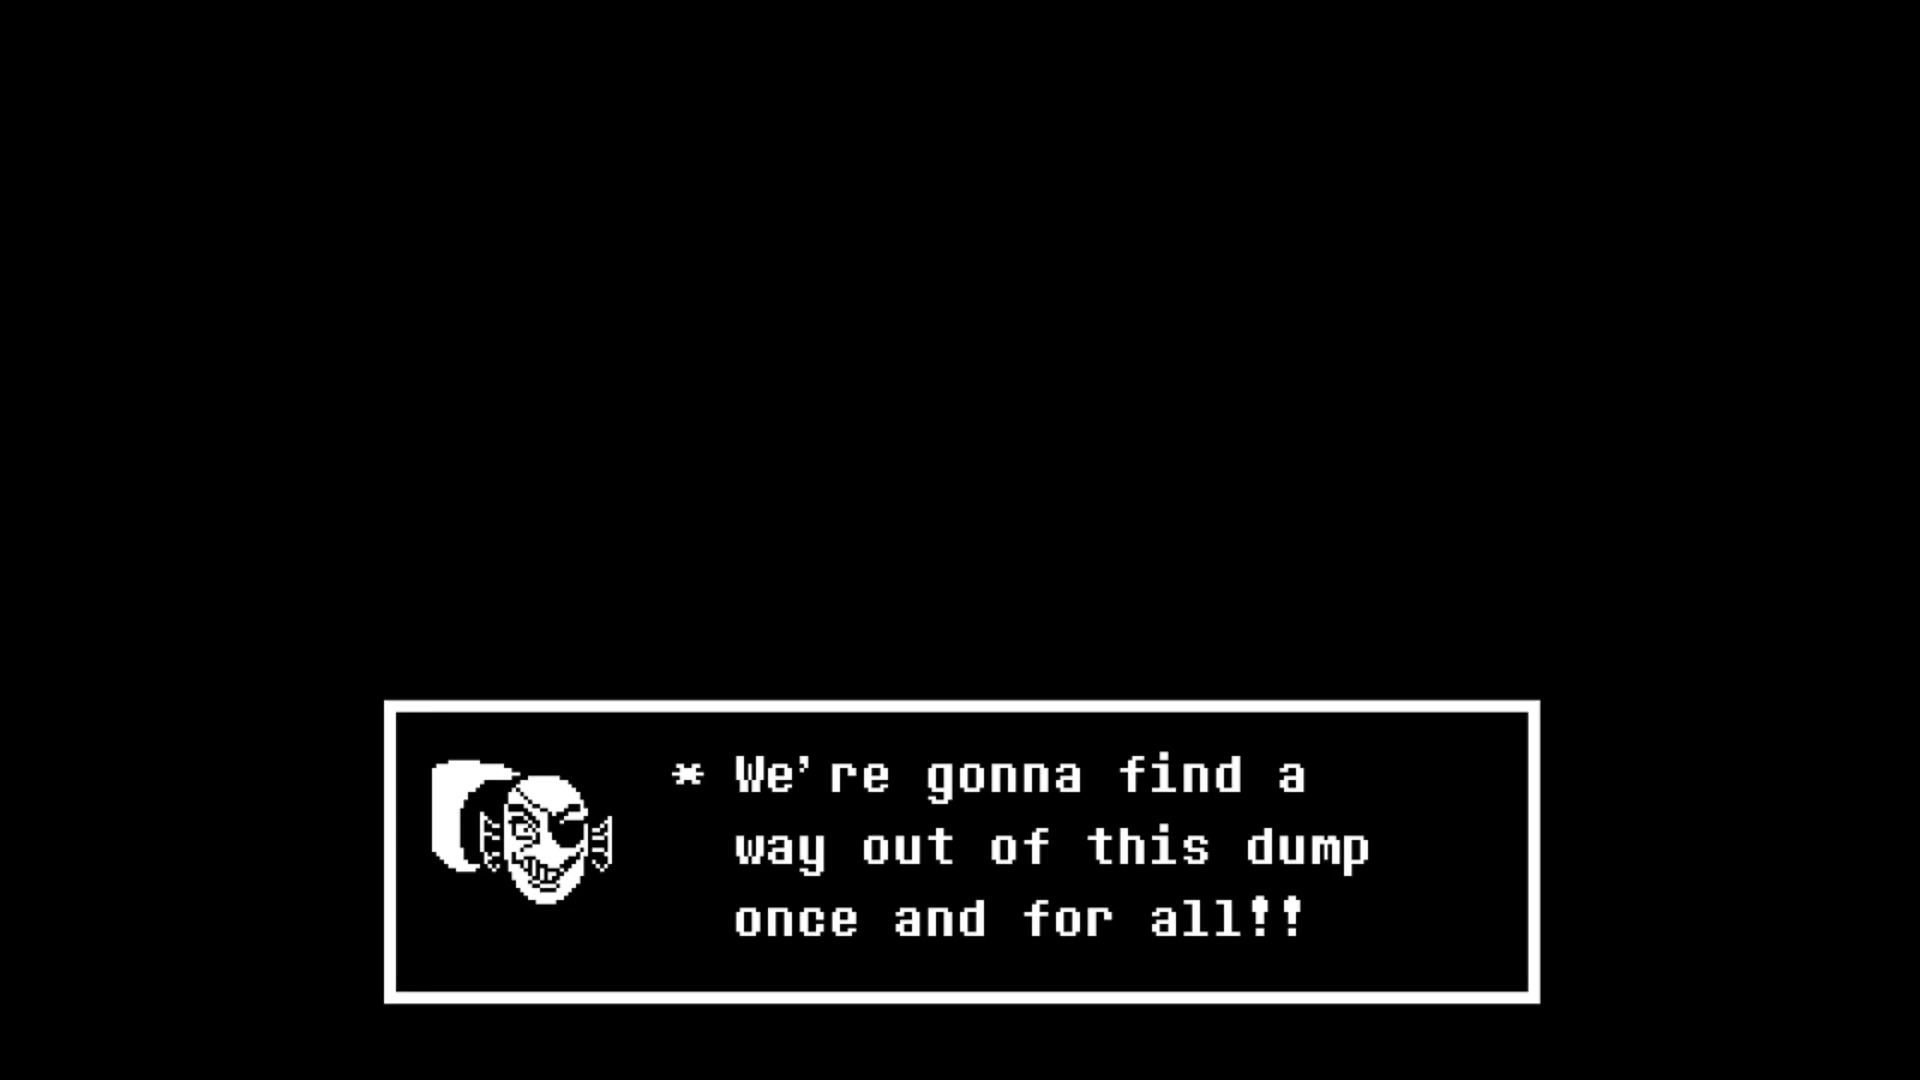 * We're gonna find a
way out of this dump
once and for all!!